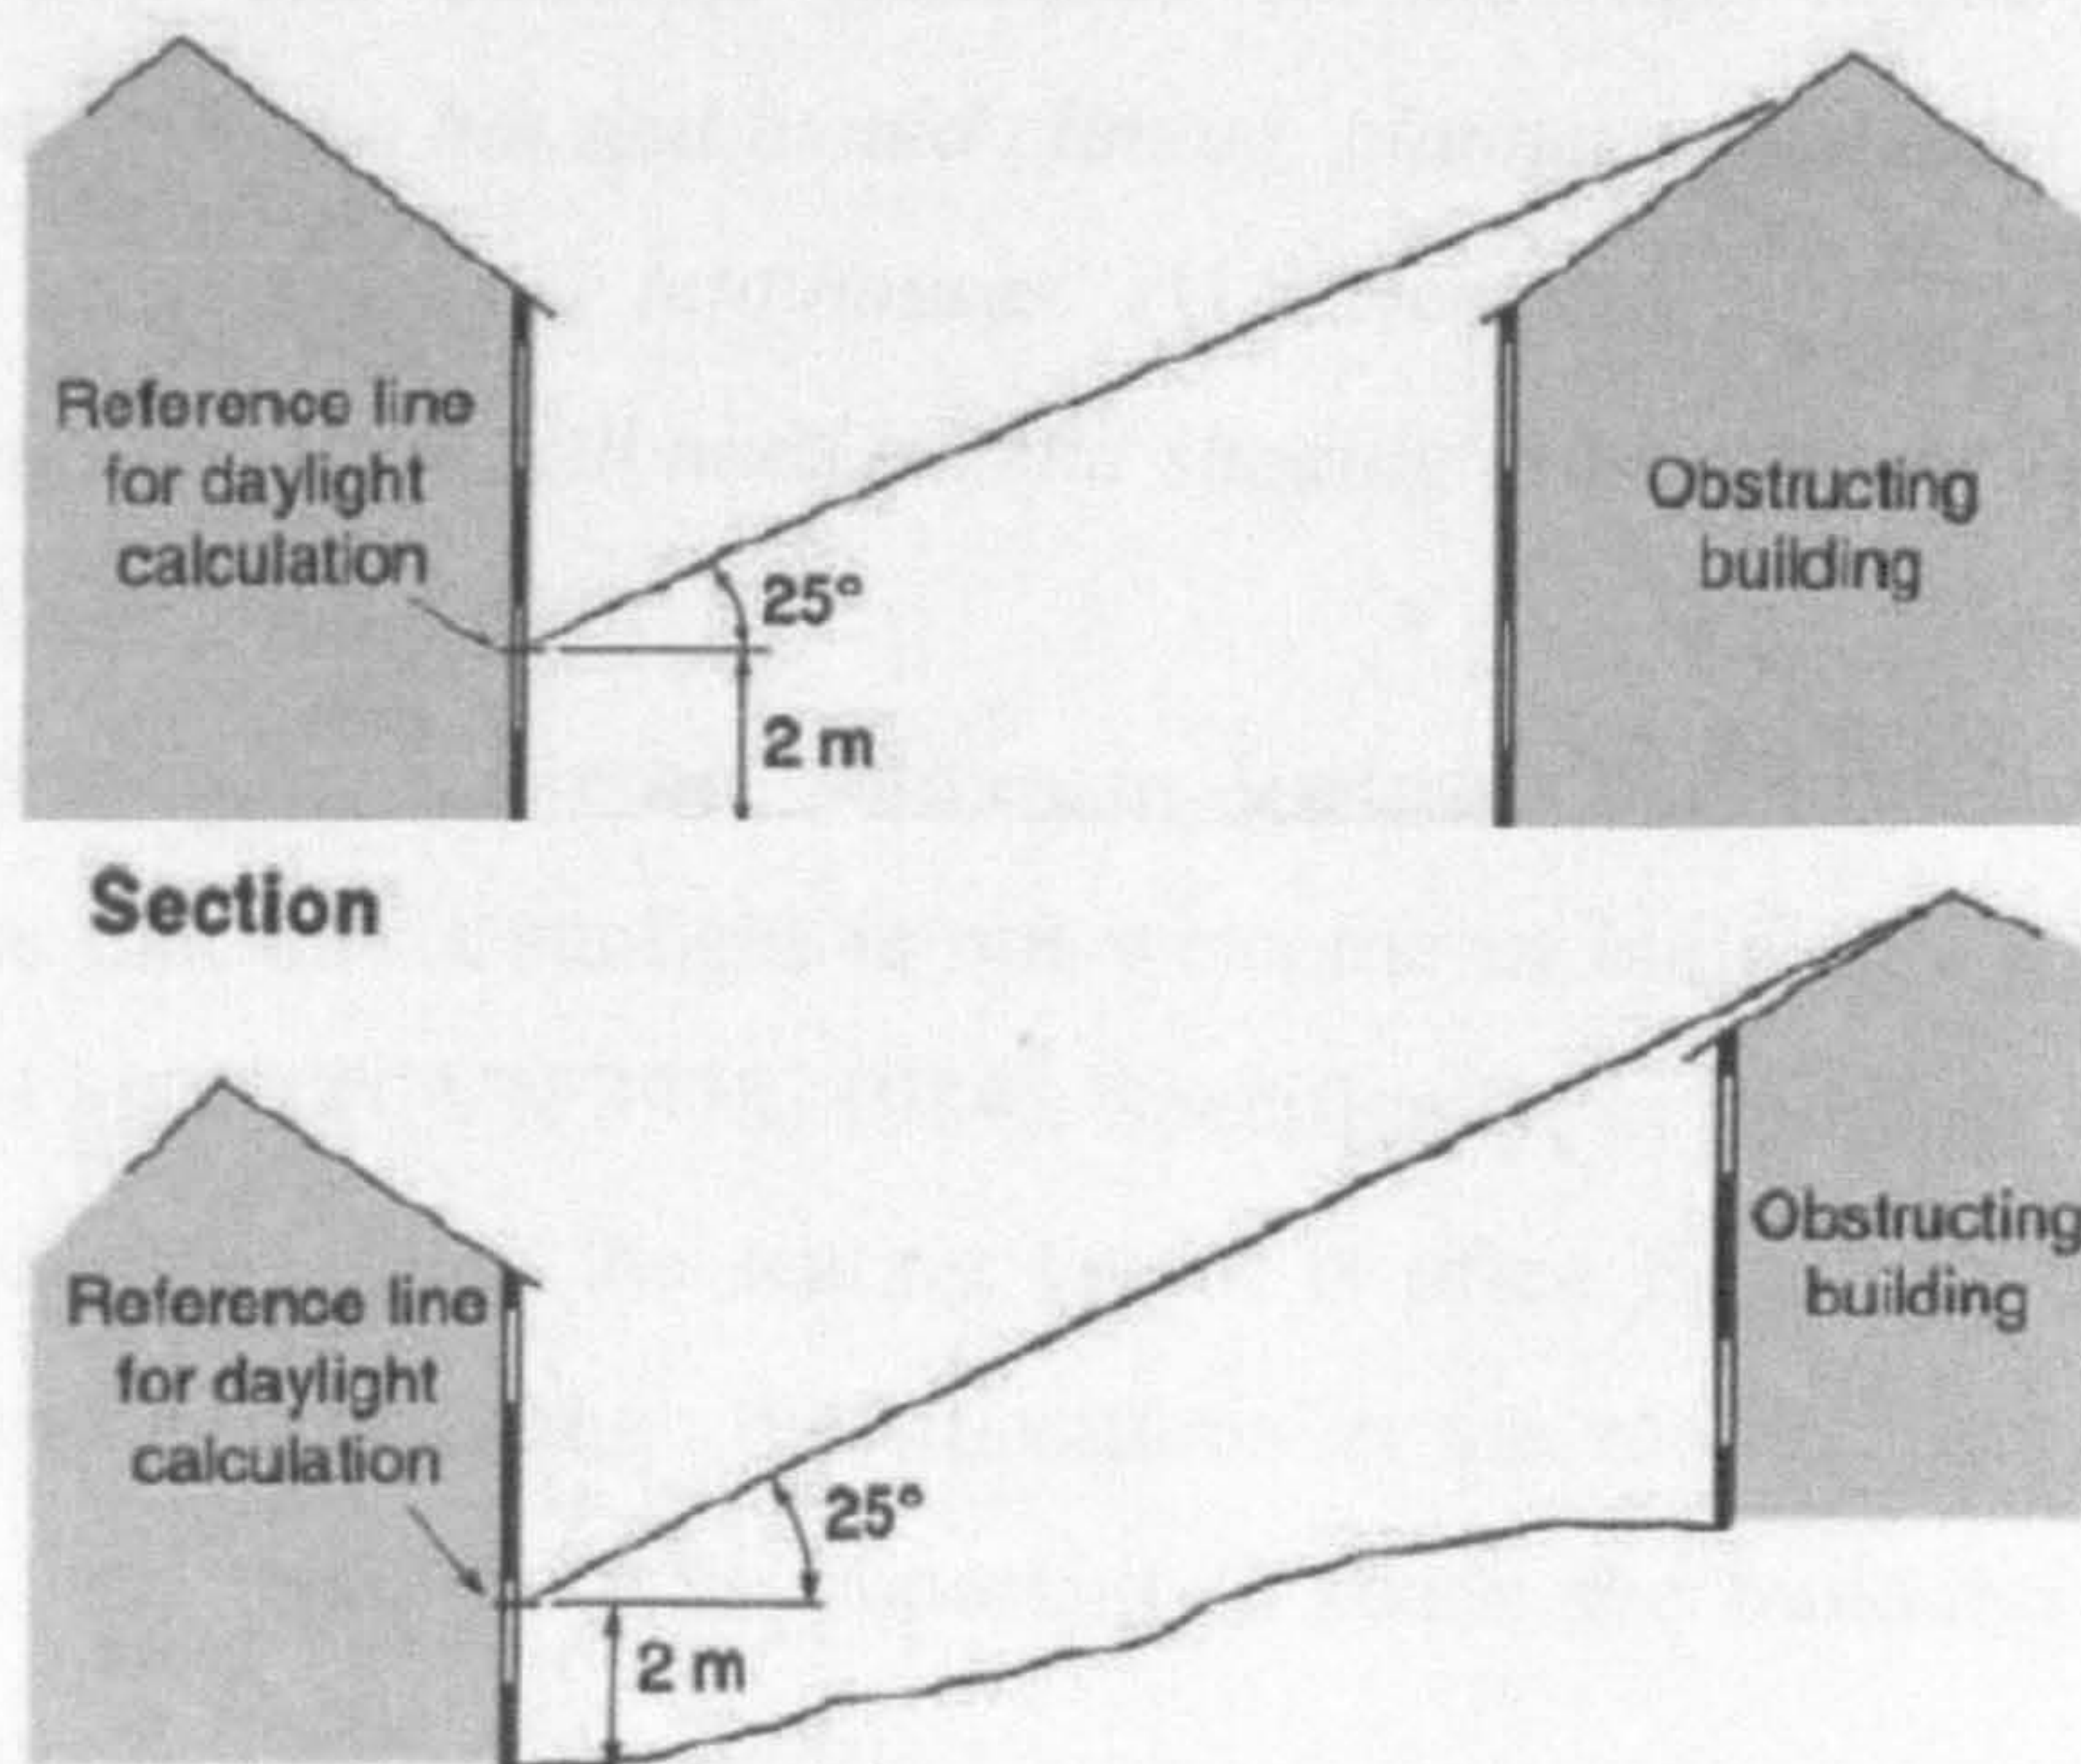 Reference line
for daylight
calculation
25°
2 m
Obstructing
building
Section
Reference line
for daylight
calculation
25°
2 m
Obstructing
building